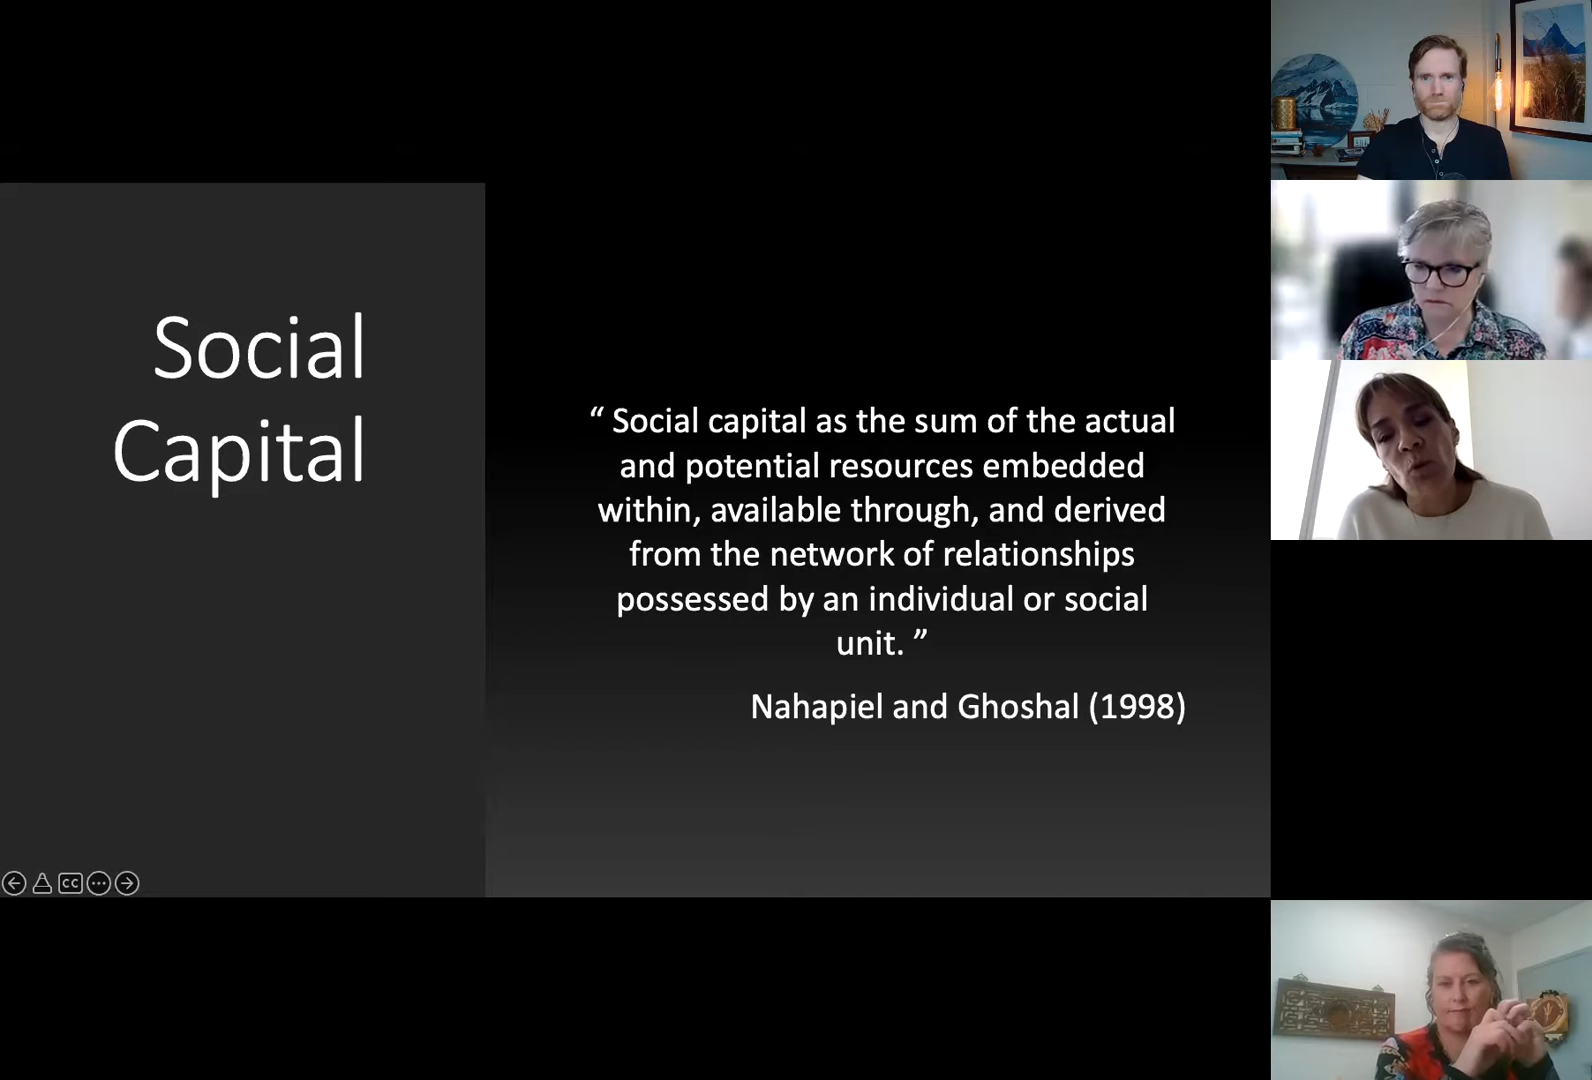 Social
Capital
“ Social capital as the sum of the actual
and potential resources embedded
within, available through, and derived
from the network of relationships
possessed by an individual or social
unit. ”
Nahapiel and Ghoshal (1998)
CC